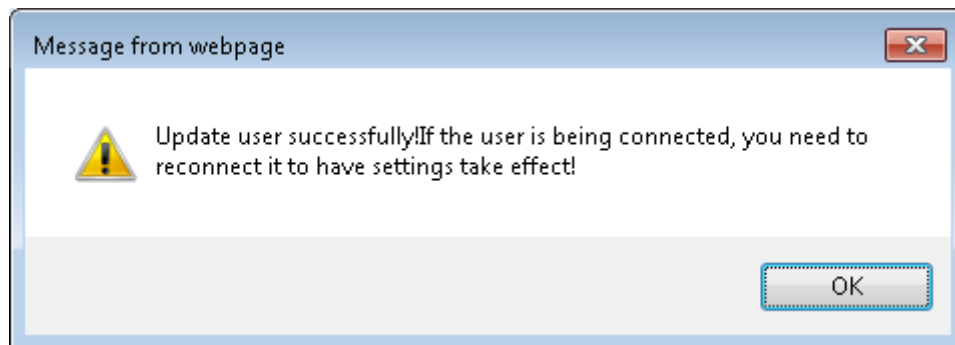 Message from webpage
Update user successfully!If the user is being connected, you need to
reconnect it to have settings take effect!
OK